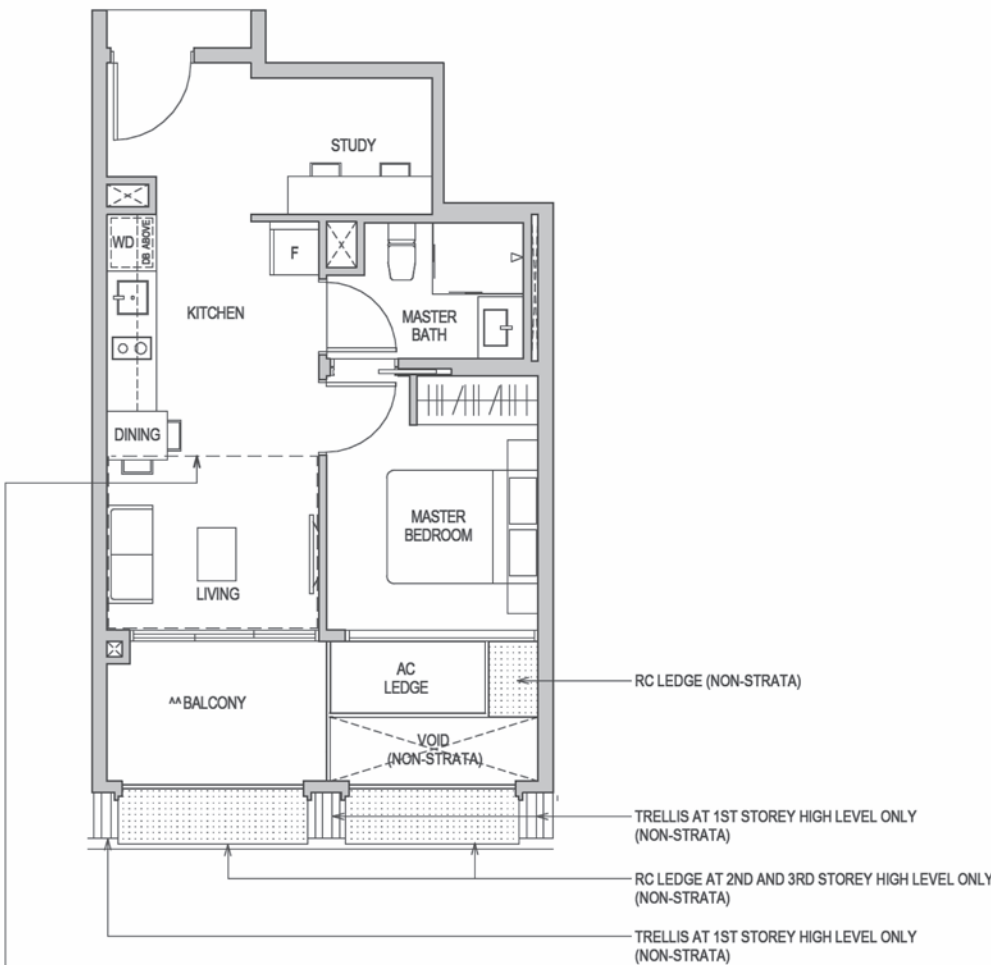 STUDY
WD
DB ABOVE
F
KITCHEN
MASTER
BATH
DINING
MASTER
BEDROOM
LIVING
AC
LEDGE
RC LEDGE (NON-STRATA)
^^BALCONY
VOID
(NON-STRATA)
TRELLIS AT 1ST STOREY HIGH LEVEL ONLY
(NON-STRATA)
RC LEDGE AT 2ND AND 3RD STOREY HIGH LEVEL ONLY
(NON-STRATA)
TRELLIS AT 1ST STOREY HIGH LEVEL ONLY
(NON-STRATA)